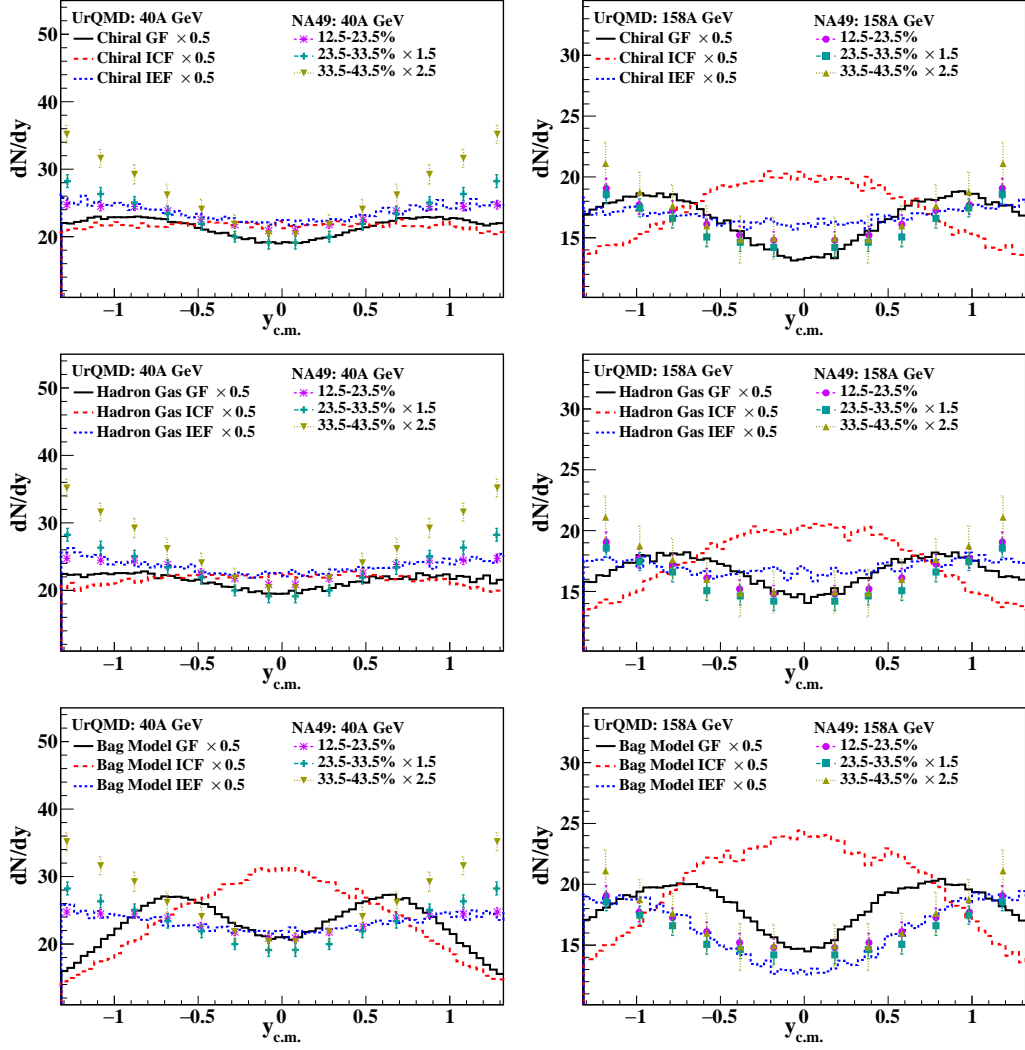 UrQMD: 40A GeV
Chiral GF × 0.5
Chiral ICF × 0.5
Chiral IEF × 0.5
NA49: 40A GeV
12.5-23.5%
23.5-33.5% × 1.5
33.5-43.5% × 2.5
dN/dy
50
40
30
20
−1
−0.5
0
0.5
1
y c.m.
UrQMD: 158A GeV
Chiral GF × 0.5
Chiral ICF × 0.5
Chiral IEF × 0.5
NA49: 158A GeV
12.5-23.5%
23.5-33.5% × 1.5
33.5-43.5% × 2.5
dN/dy
30
25
20
15
−1
−0.5
0
0.5
1
y c.m.
UrQMD: 40A GeV
Hadron Gas GF × 0.5
Hadron Gas ICF × 0.5
Hadron Gas IEF × 0.5
NA49: 40A GeV
12.5-23.5%
23.5-33.5% × 1.5
33.5-43.5% × 2.5
dN/dy
50
40
30
20
−1
−0.5
0
0.5
1
y c.m.
UrQMD: 158A GeV
Hadron Gas GF × 0.5
Hadron Gas ICF × 0.5
Hadron Gas IEF × 0.5
NA49: 158A GeV
12.5-23.5%
23.5-33.5% × 1.5
33.5-43.5% × 2.5
dN/dy
30
25
20
15
−1
−0.5
0
0.5
1
y c.m.
UrQMD: 40A GeV
Bag Model GF × 0.5
Bag Model ICF × 0.5
Bag Model IEF × 0.5
NA49: 40A GeV
12.5-23.5%
23.5-33.5% × 1.5
33.5-43.5% × 2.5
dN/dy
50
40
30
20
−1
−0.5
0
0.5
1
y c.m.
UrQMD: 158A GeV
Bag Model GF × 0.5
Bag Model ICF × 0.5
Bag Model IEF × 0.5
NA49: 158A GeV
12.5-23.5%
23.5-33.5% × 1.5
33.5-43.5% × 2.5
dN/dy
30
25
20
15
−1
−0.5
0
0.5
1
y c.m.